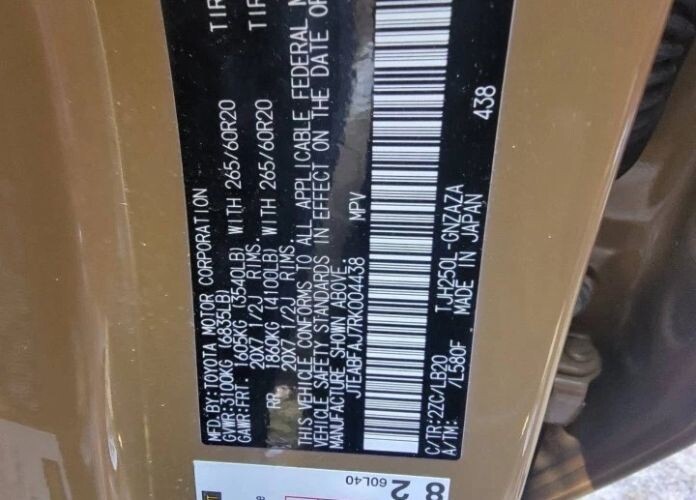 MFD.BY:TOYOTA MOTOR CORPORATION
GVWR:3100KG (6835LB)
GAWR:FRT. 1605KG (3540LB) WITH 265/60R20 TIR
20X7 1/2J RIMS.
RR. 1860KG (4100LB) WITH 265/60R20 TIR
20X7 1/2J RIMS.
THIS VEHICLE CONFORMS TO ALL APPLICABLE FEDERAL M
VEHICLE SAFETY STANDARDS IN EFFECT ON THE DATE OF
MANUFACTURE SHOWN ABOVE.
JTEABFAJ7RK004438 MPV
C/TR:2ZC/LB20 TJH250L-GNZAZA
A/TM: /L580F MADE IN JAPAN
438
82
60L40